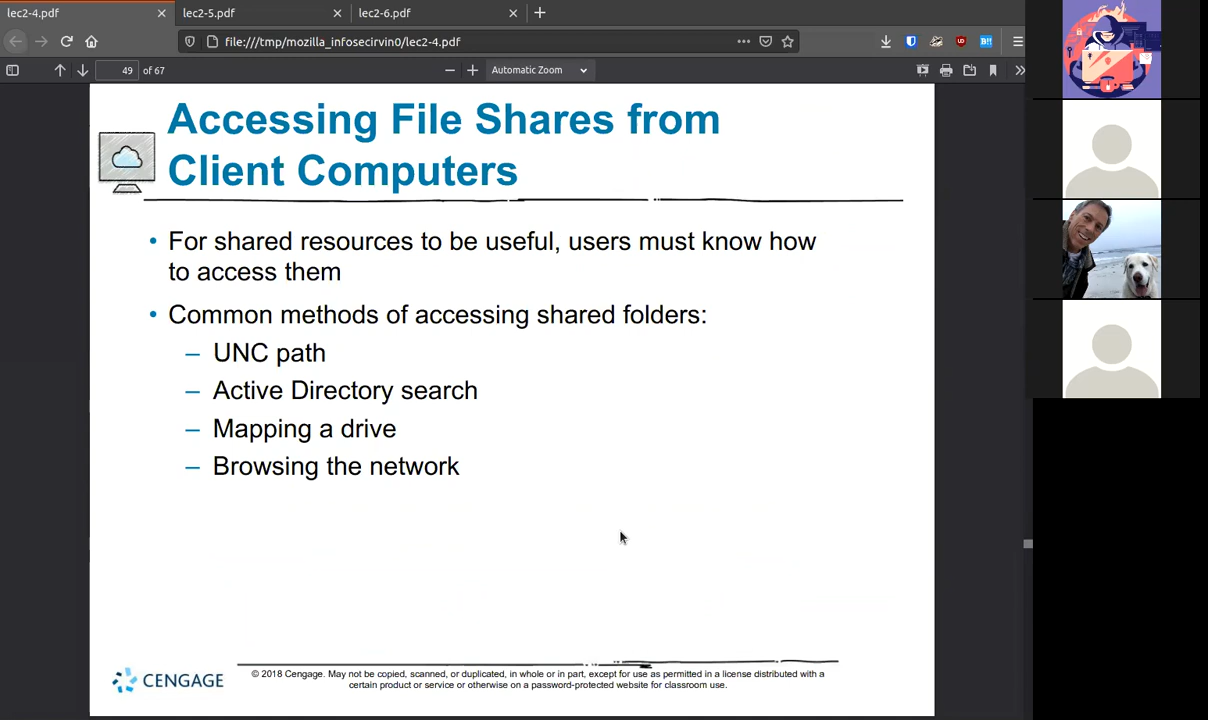 lec2-4.pdf
lec2-5.pdf
lec2-6.pdf
file:///tmp/mozilla_infosecirvin0/lec2-4.pdf
49 of 67
Automatic Zoom
Accessing File Shares from
Client Computers
• For shared resources to be useful, users must know how
to access them
• Common methods of accessing shared folders:
– UNC path
– Active Directory search
– Mapping a drive
– Browsing the network
CENGAGE
© 2018 Cengage. May not be copied, scanned, or duplicated, in whole or in part, except for use as permitted in a license distributed with a
certain product or service or otherwise on a password-protected website for classroom use.